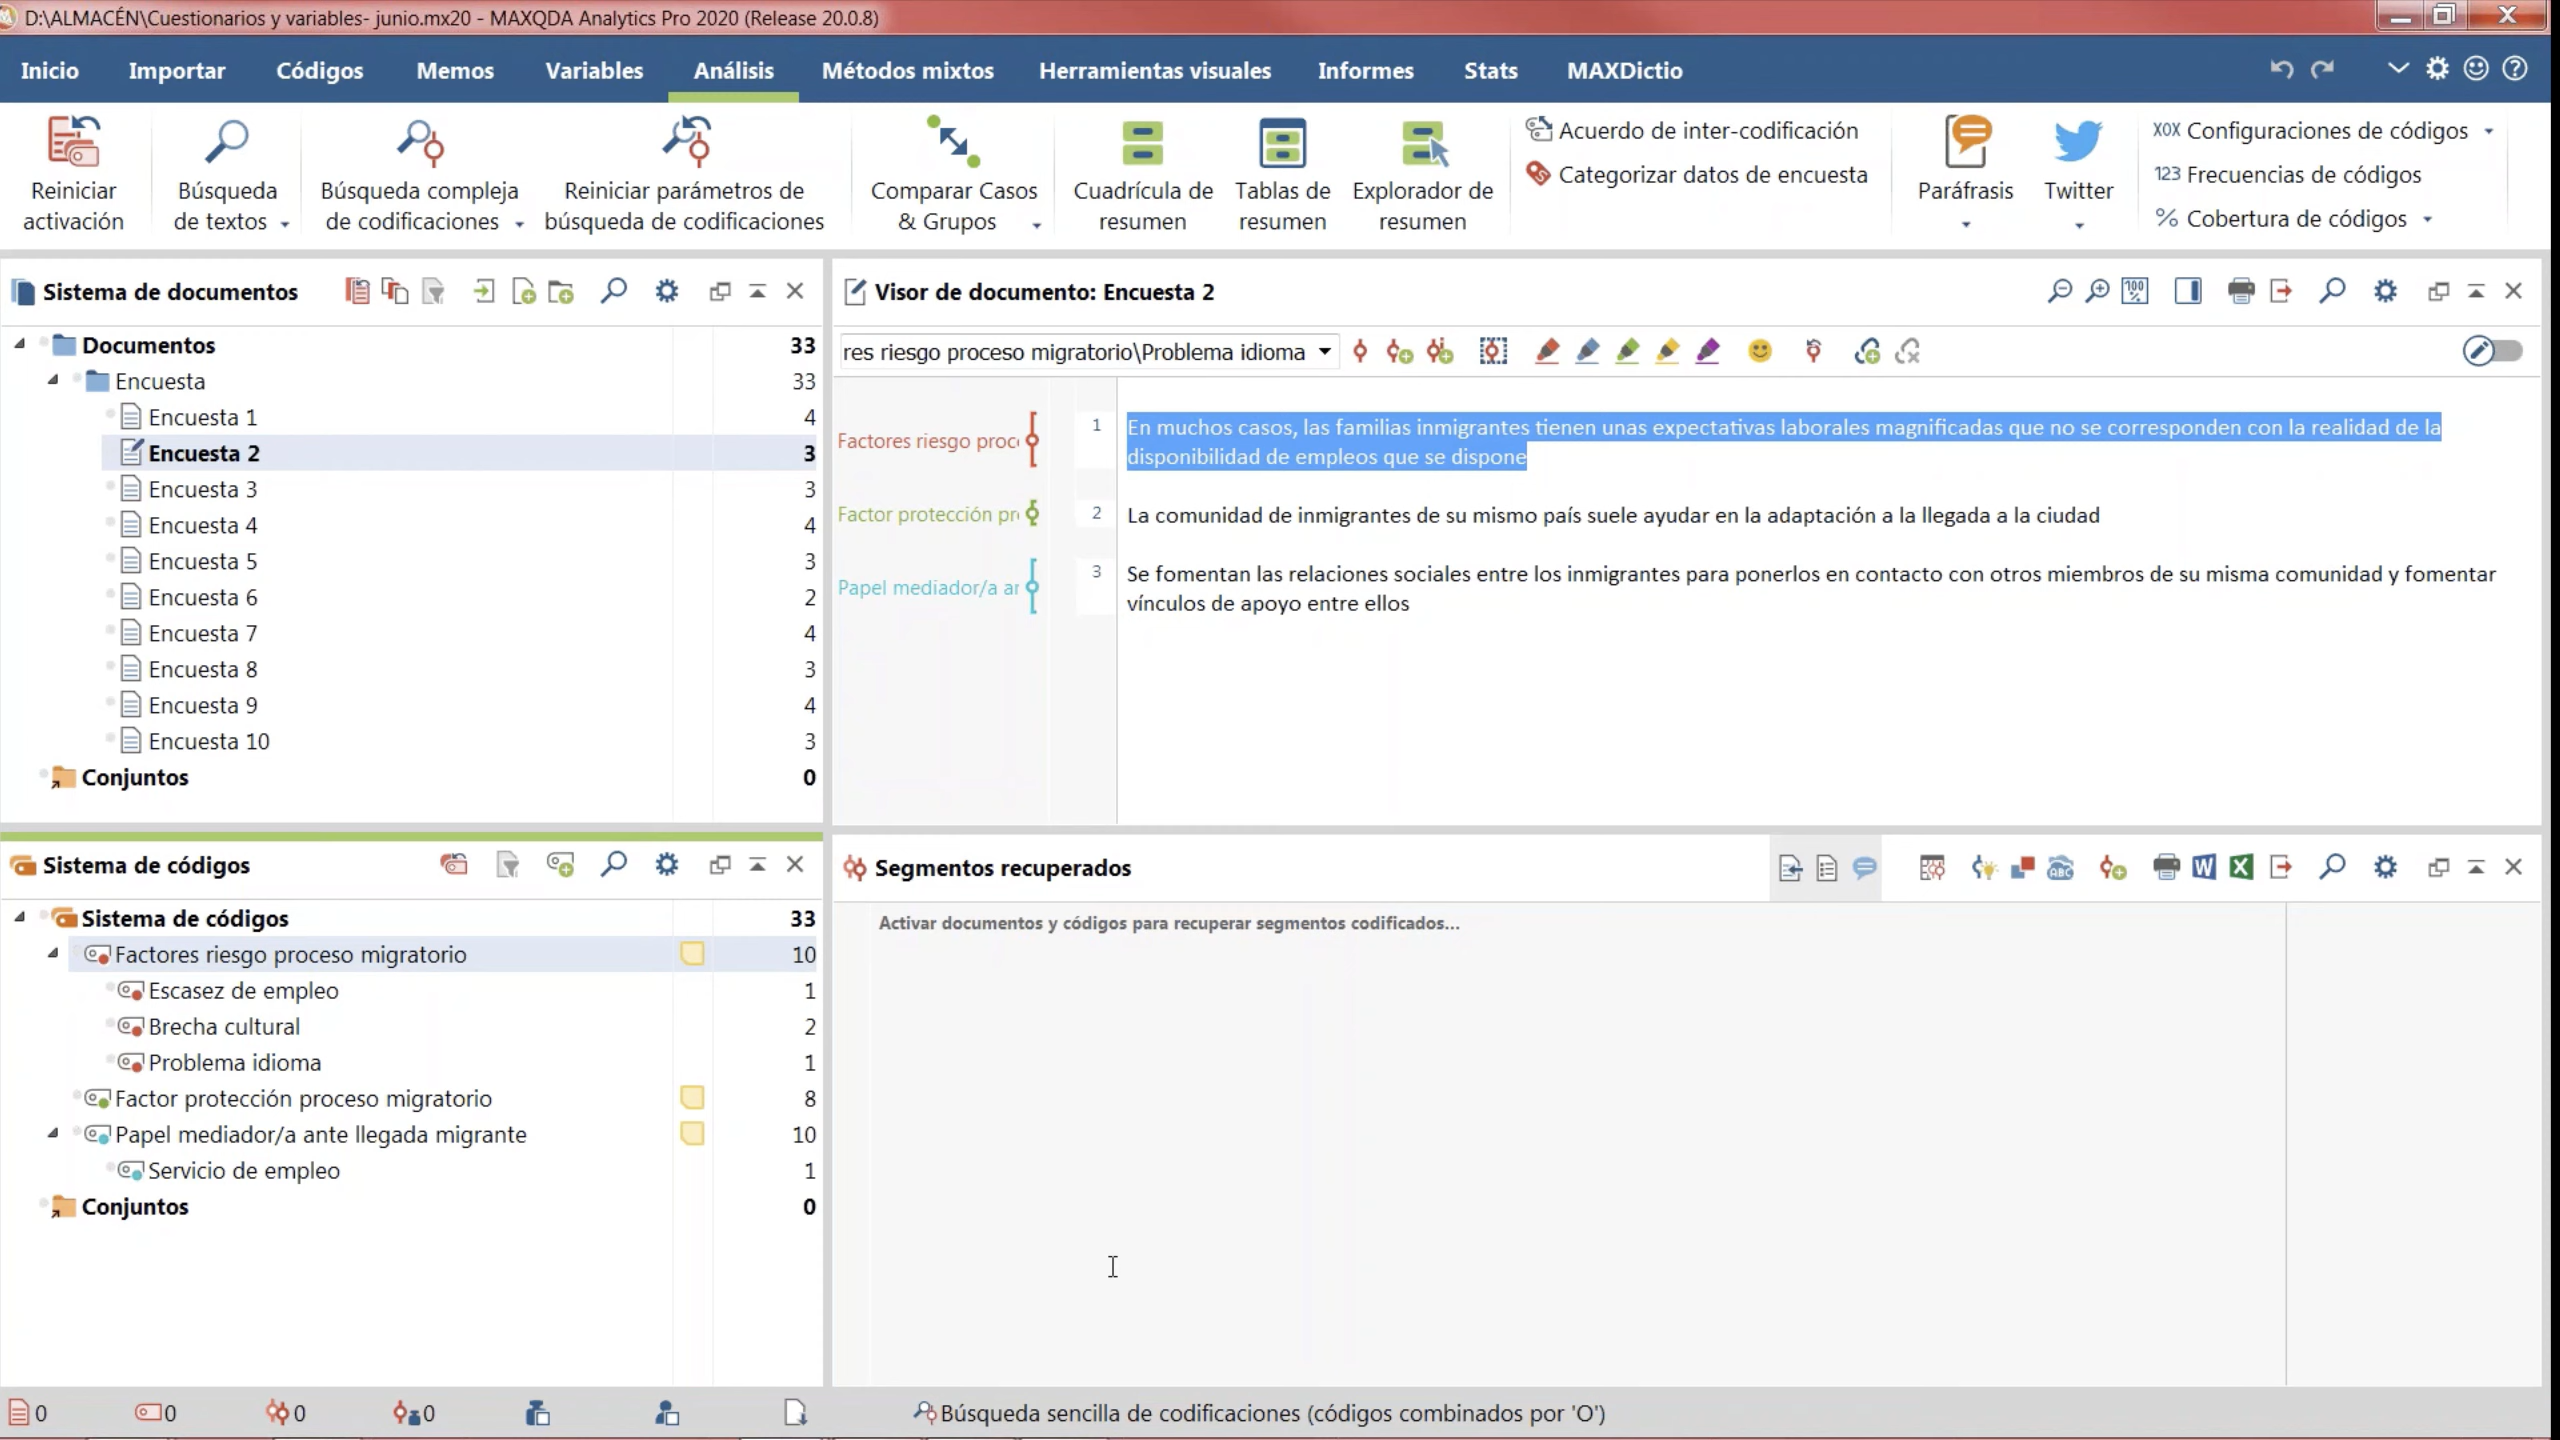 D:\ALMACÉN\Cuestionarios y variables- junio.mx20 - MAXQDA Analytics Pro 2020 (Release 20.0.8)
Inicio Importar Códigos Memos Variables Análisis Métodos mixtos Herramientas visuales Informes Stats MAXDictio
Reiniciar activación
Búsqueda de textos
Búsqueda compleja de codificaciones
Reiniciar parámetros de búsqueda de codificaciones
Comparar Casos & Grupos
Cuadrícula de resumen
Tablas de resumen
Explorador de resumen
Acuerdo de inter-codificación
Categorizar datos de encuesta
Paráfrasis
Twitter
XOX Configuraciones de códigos
123 Frecuencias de códigos
% Cobertura de códigos
Sistema de documentos
Documentos 33
Encuesta 33
Encuesta 1 4
Encuesta 2 3
Encuesta 3 3
Encuesta 4 4
Encuesta 5 3
Encuesta 6 2
Encuesta 7 4
Encuesta 8 3
Encuesta 9 4
Encuesta 10 3
Conjuntos 0
Visor de documento: Encuesta 2
100 %
res riesgo proceso migratorio\Problema idioma
Factores riesgo proc
1 En muchos casos, las familias inmigrantes tienen unas expectativas laborales magnificadas que no se corresponden con la realidad de la
disponibilidad de empleos que se dispone
Factor protección pr
2 La comunidad de inmigrantes de su mismo país suele ayudar en la adaptación a la llegada a la ciudad
Papel mediador/a ar
3 Se fomentan las relaciones sociales entre los inmigrantes para ponerlos en contacto con otros miembros de su misma comunidad y fomentar
vínculos de apoyo entre ellos
Sistema de códigos
Sistema de códigos 33
Factores riesgo proceso migratorio 10
Escasez de empleo 1
Brecha cultural 2
Problema idioma 1
Factor protección proceso migratorio 8
Papel mediador/a ante llegada migrante 10
Servicio de empleo 1
Conjuntos 0
Segmentos recuperados
ABC W X
Activar documentos y códigos para recuperar segmentos codificados...
0 0 0 0
Búsqueda sencilla de codificaciones (códigos combinados por 'O')